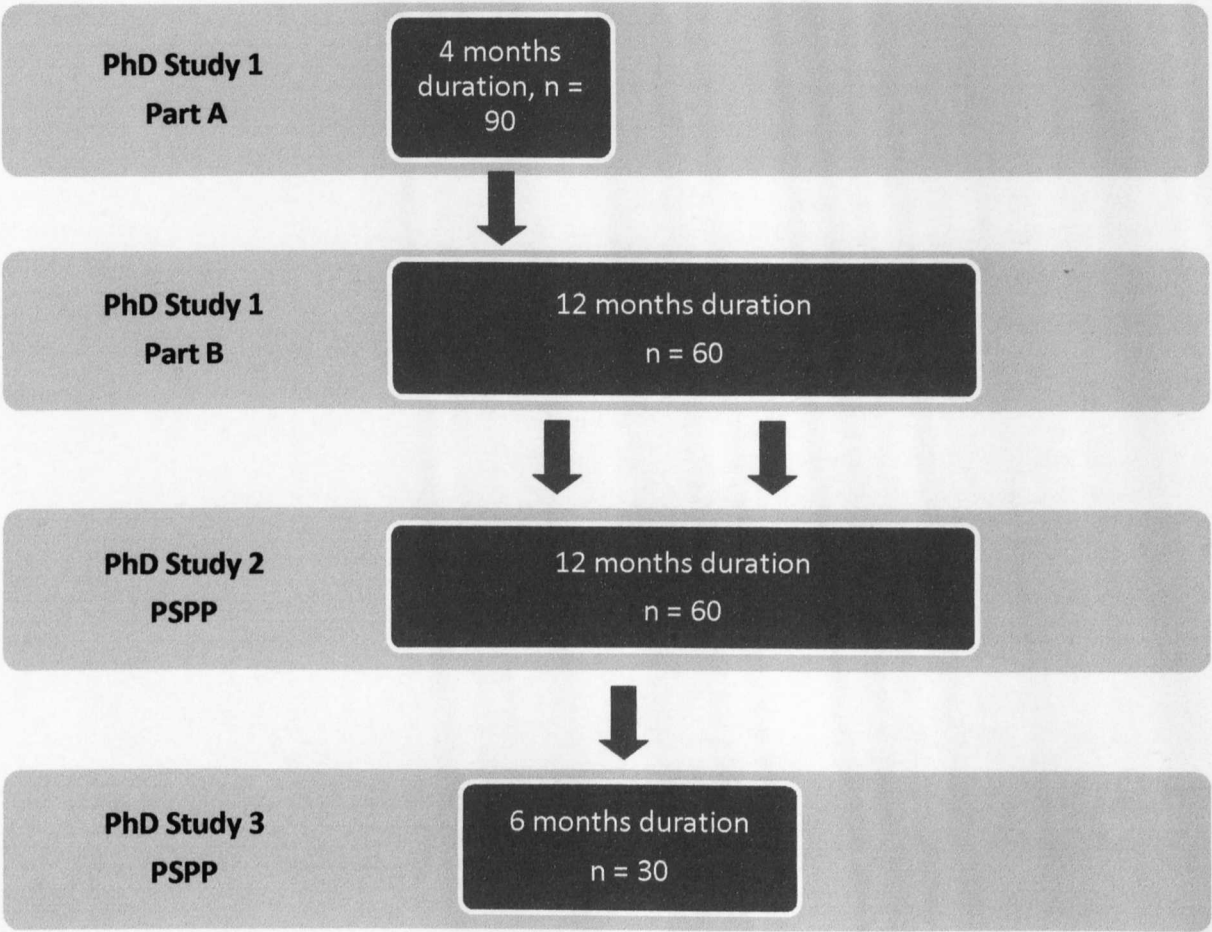 PhD Study 1
Part A
4 months
duration, n =
90
PhD Study 1
Part B
12 months duration
n = 60
PhD Study 2
PSPP
12 months duration
n = 60
PhD Study 3
PSPP
6 months duration
n = 30